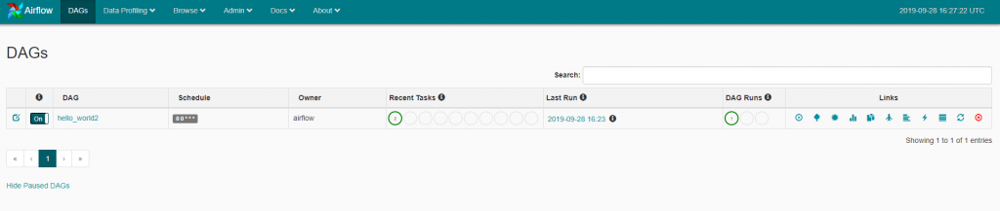 Airflow DAGs Data Profiling Browse Admin Docs About 2019-09-28 16:27:22 UTC
DAGs
Search:
DAG Schedule Owner Recent Tasks Last Run DAG Runs Links
On hello_world2 0 0 * * * airflow 2 2019-09-28 16:23 1
Showing 1 to 1 of 1 entries
« ‹ 1 › »
Hide Paused DAGs